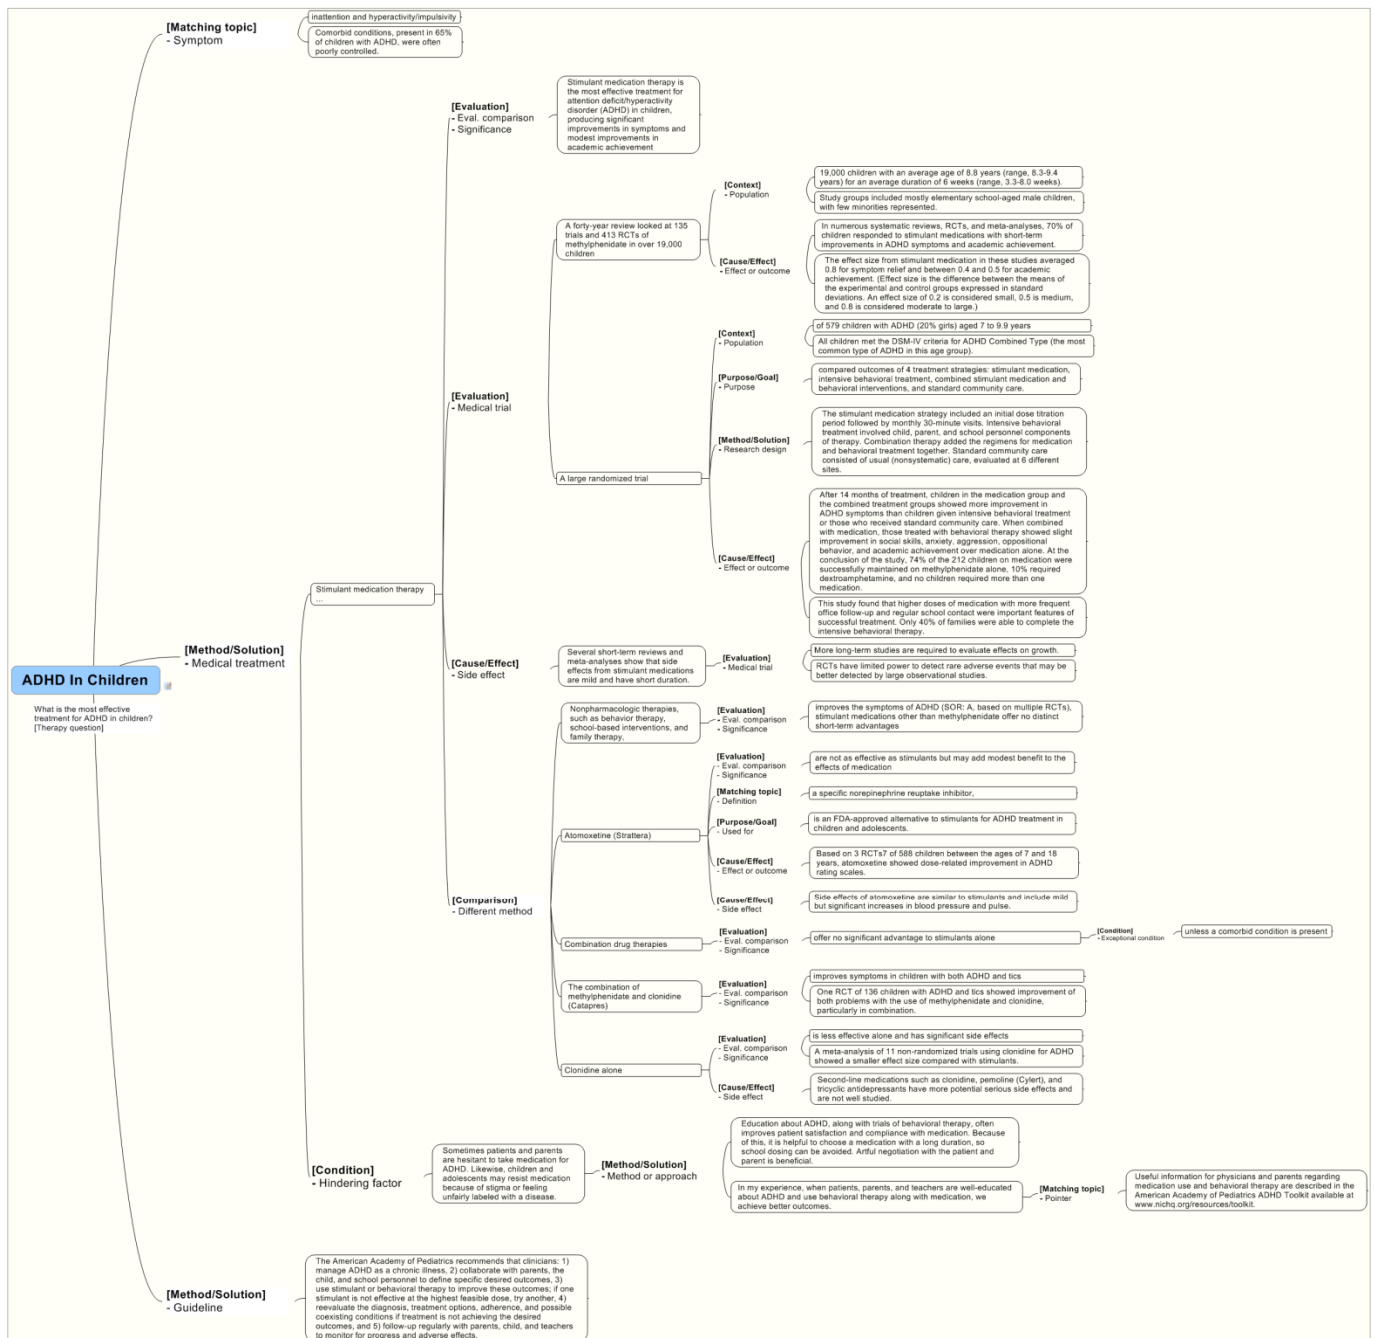 [Matching topic]
- Symptom
inattention and hyperactivity/impulsivity
Comorbid conditions, present in 65%
of children with ADHD, were often
poorly controlled.
[Evaluation]
- Eval. comparison
- Significance
Stimulant medication therapy is
the most effective treatment for
attention deficit/hyperactivity
disorder (ADHD) in children,
producing significant
improvements in symptoms and
modest improvements in
academic achievement
[Evaluation]
- Medical trial
A forty-year review looked at 135
trials and 413 RCTs of
methylphenidate in over 19,000
children
[Context]
- Population
19,000 children with an average age of 8.8 years (range, 8.3-9.4
years) for an average duration of 6 weeks (range, 3.3-8.0 weeks).
Study groups included mostly elementary school-aged male children,
with few minorities represented.
[Cause/Effect]
- Effect or outcome
In numerous systematic reviews, RCTs, and meta-analyses, 70% of
children responded to stimulant medications with short-term
improvements in ADHD symptoms and academic achievement.
The effect size from stimulant medication in these studies averaged
0.8 for symptom relief and between 0.4 and 0.5 for academic
achievement. (Effect size is the difference between the means of
the experimental and control groups expressed in standard
deviations. An effect size of 0.2 is considered small, 0.5 is medium,
and 0.8 is considered moderate to large.)
A large randomized trial
[Context]
- Population
of 579 children with ADHD (20% girls) aged 7 to 9.9 years
All children met the DSM-IV criteria for ADHD Combined Type (the most
common type of ADHD in this age group).
[Purpose/Goal]
- Purpose
compared outcomes of 4 treatment strategies: stimulant medication,
intensive behavioral treatment, combined stimulant medication and
behavioral interventions, and standard community care.
[Method/Solution]
- Research design
The stimulant medication strategy included an initial dose titration
period followed by monthly 30-minute visits. Intensive behavioral
treatment involved child, parent, and school personnel components
of therapy. Combination therapy added the regimens for medication
and behavioral treatment together. Standard community care
consisted of usual (nonsystematic) care, evaluated at 6 different
sites.
[Cause/Effect]
- Effect or outcome
After 14 months of treatment, children in the medication group and
the combined treatment groups showed more improvement in
ADHD symptoms than children given intensive behavioral treatment
or those who received standard community care. When combined
with medication, those treated with behavioral therapy showed slight
improvement in social skills, anxiety, aggression, oppositional
behavior, and academic achievement over medication alone. At the
conclusion of the study, 74% of the 212 children on medication were
successfully maintained on methylphenidate alone, 10% required
dextroamphetamine, and no children required more than one
medication.
This study found that higher doses of medication with more frequent
office follow-up and regular school contact were important features of
successful treatment. Only 40% of families were able to complete the
intensive behavioral therapy.
Stimulant medication therapy
...
[Method/Solution]
- Medical treatment
ADHD In Children
What is the most effective
treatment for ADHD in children?
[Therapy question]
[Cause/Effect]
- Side effect
Several short-term reviews and
meta-analyses show that side
effects from stimulant medications
are mild and have short duration.
[Evaluation]
- Medical trial
More long-term studies are required to evaluate effects on growth.
RCTs have limited power to detect rare adverse events that may be
better detected by large observational studies.
[Comparison]
- Different method
Nonpharmacologic therapies,
such as behavior therapy,
school-based interventions, and
family therapy,
[Evaluation]
- Eval. comparison
- Significance
improves the symptoms of ADHD (SOR: A, based on multiple RCTs),
stimulant medications other than methylphenidate offer no distinct
short-term advantages
Atomoxetine (Strattera)
[Evaluation]
- Eval. comparison
- Significance
are not as effective as stimulants but may add modest benefit to the
effects of medication
[Matching topic]
- Definition
a specific norepinephrine reuptake inhibitor,
[Purpose/Goal]
- Used for
is an FDA-approved alternative to stimulants for ADHD treatment in
children and adolescents.
[Cause/Effect]
- Effect or outcome
Based on 3 RCTs7 of 588 children between the ages of 7 and 18
years, atomoxetine showed dose-related improvement in ADHD
rating scales.
[Cause/Effect]
- Side effect
Side effects of atomoxetine are similar to stimulants and include mild
but significant increases in blood pressure and pulse.
Combination drug therapies
[Evaluation]
- Eval. comparison
- Significance
offer no significant advantage to stimulants alone
[Condition]
- Exceptional condition
unless a comorbid condition is present
The combination of
methylphenidate and clonidine
(Catapres)
[Evaluation]
- Eval. comparison
- Significance
improves symptoms in children with both ADHD and tics
One RCT of 136 children with ADHD and tics showed improvement of
both problems with the use of methylphenidate and clonidine,
particularly in combination.
Clonidine alone
[Evaluation]
- Eval. comparison
- Significance
is less effective alone and has significant side effects
A meta-analysis of 11 non-randomized trials using clonidine for ADHD
showed a smaller effect size compared with stimulants.
[Cause/Effect]
- Side effect
Second-line medications such as clonidine, pemoline (Cylert), and
tricyclic antidepressants have more potential serious side effects and
are not well studied.
[Condition]
- Hindering factor
Sometimes patients and parents
are hesitant to take medication for
ADHD. Likewise, children and
adolescents may resist medication
because of stigma or feeling
unfairly labeled with a disease.
[Method/Solution]
- Method or approach
Education about ADHD, along with trials of behavioral therapy, often
improves patient satisfaction and compliance with medication. Because
of this, it is helpful to choose a medication with a long duration, so
school dosing can be avoided. Artful negotiation with the patient and
parent is beneficial.
In my experience, when patients, parents, and teachers are well-educated
about ADHD and use behavioral therapy along with medication, we
achieve better outcomes.
[Matching topic]
- Pointer
Useful information for physicians and parents regarding
medication use and behavioral therapy are described in the
American Academy of Pediatrics ADHD Toolkit available at
www.nichq.org/resources/toolkit.
[Method/Solution]
- Guideline
The American Academy of Pediatrics recommends that clinicians: 1)
manage ADHD as a chronic illness, 2) collaborate with parents, the
child, and school personnel to define specific desired outcomes, 3)
use stimulant or behavioral therapy to improve these outcomes; if one
stimulant is not effective at the highest feasible dose, try another, 4)
reevaluate the diagnosis, treatment options, adherence, and possible
coexisting conditions if treatment is not achieving the desired
outcomes, and 5) follow-up regularly with parents, child, and teachers
to monitor for progress and adverse effects.